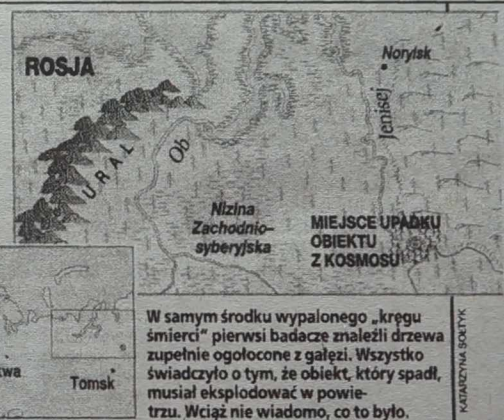 Norylsk
ROSJA
Jenisej
URAL
Ob
Nizina
Zachodnio-
syberyjska
MIEJSCE UPADKU
OBIEKTU
Z KOSMOSU
W samym środku wypalonego „kręgu
śmierci” pierwsi badacze znaleźli drzewa
zupełnie ogołocone z gałęzi. Wszystko
świadczyło o tym, że obiekt, który spadł,
musiał eksplodować w powie-
trzu. Wciąż nie wiadomo, co to było.
Tomsk
KATARZYNA SOŁTYK